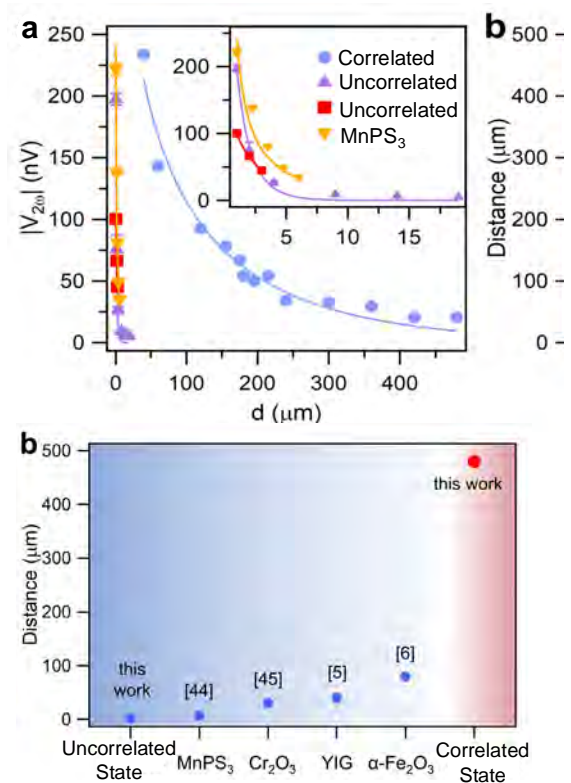 a
|V2ω| (nV)
250
200
150
100
50
0
0
100
200
300
400
d (μm)
200
100
0
5
10
15
Correlated
Uncorrelated
Uncorrelated
MnPS3
b
Distance (μm)
500
400
300
200
100
0
b
Distance (μm)
500
400
300
200
100
0
this work
this
work
[44]
[45]
[5]
[6]
Uncorrelated
State
MnPS3
Cr2O3
YIG
α-Fe2O3
Correlated
State